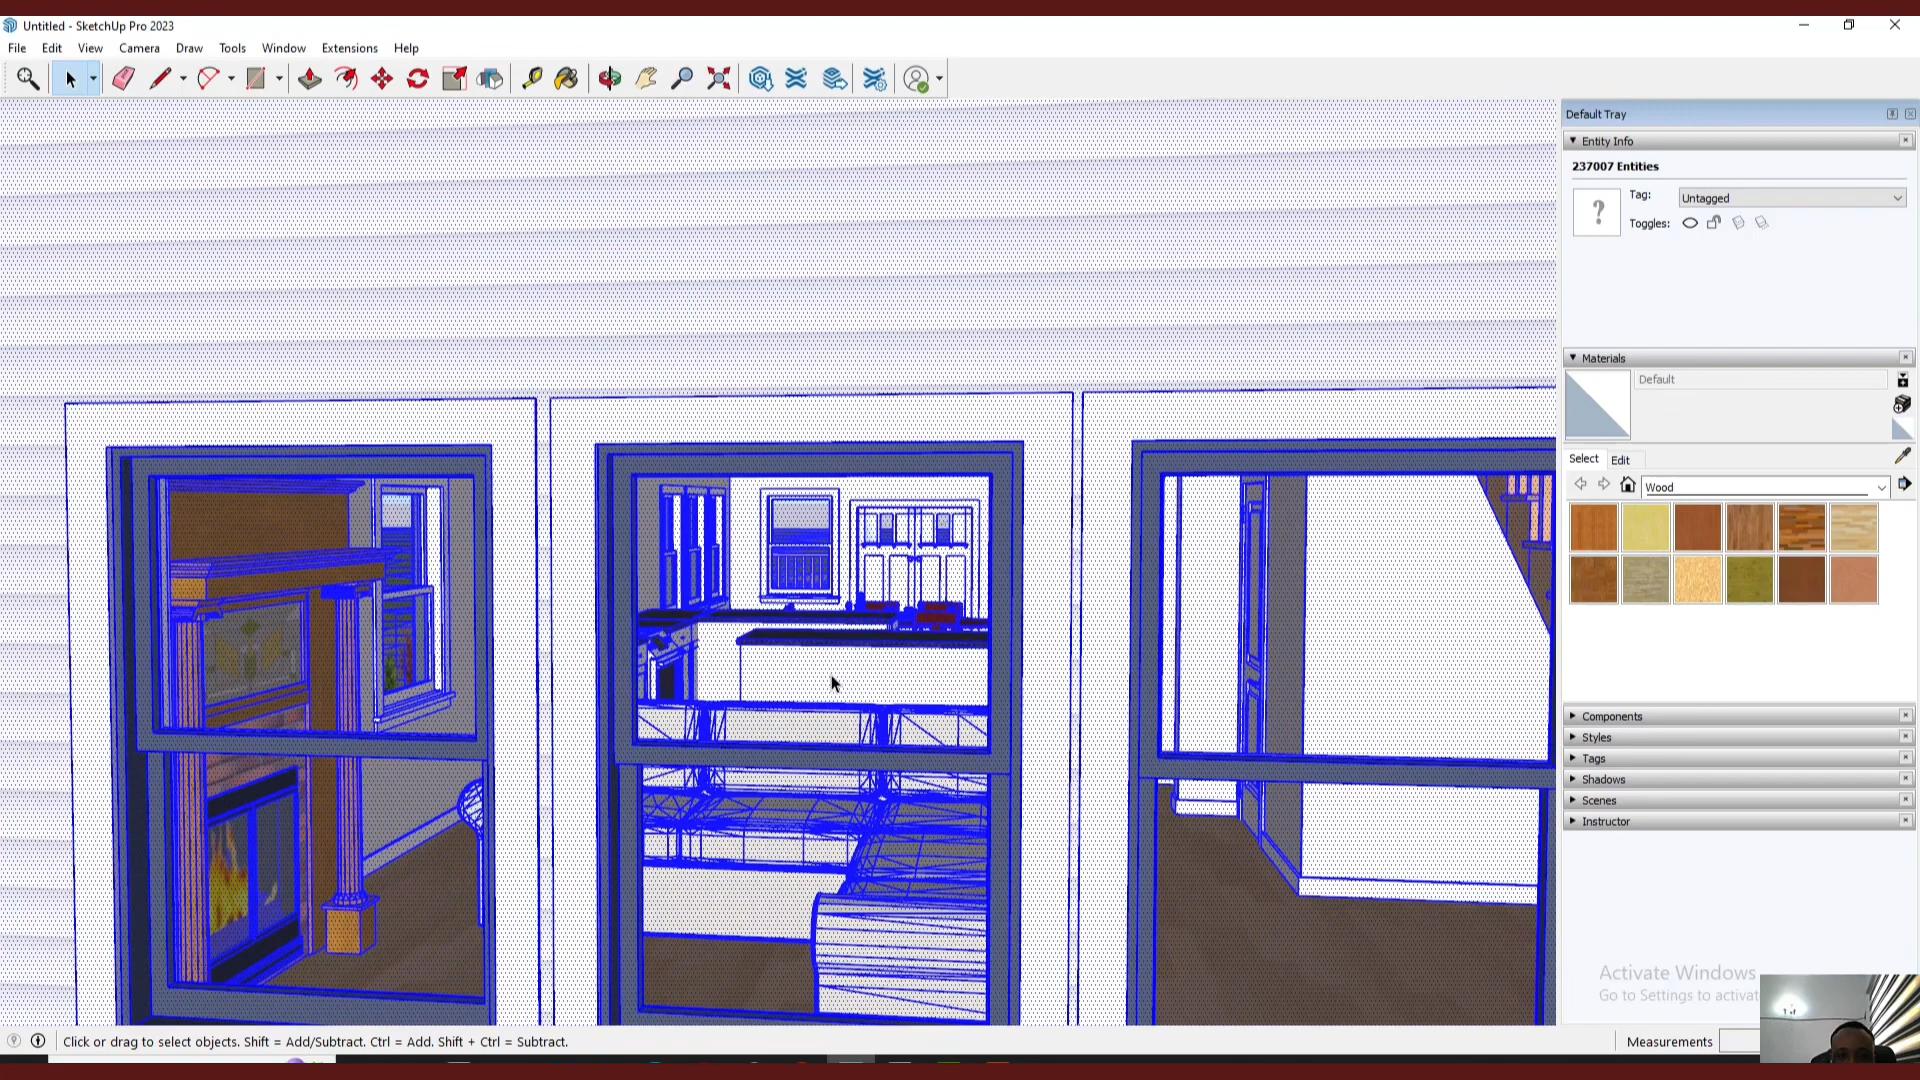 Untitled - SketchUp Pro 2023
File Edit View Camera Draw Tools Window Extensions Help
Default Tray
Entity Info
237007 Entities
Tag: Untagged
Toggles:
Materials
Default
Select Edit
Wood
Components
Styles
Tags
Shadows
Scenes
Instructor
Activate Windows
Go to Settings to activat
Click or drag to select objects. Shift = Add/Subtract. Ctrl = Add. Shift + Ctrl = Subtract.
Measurements